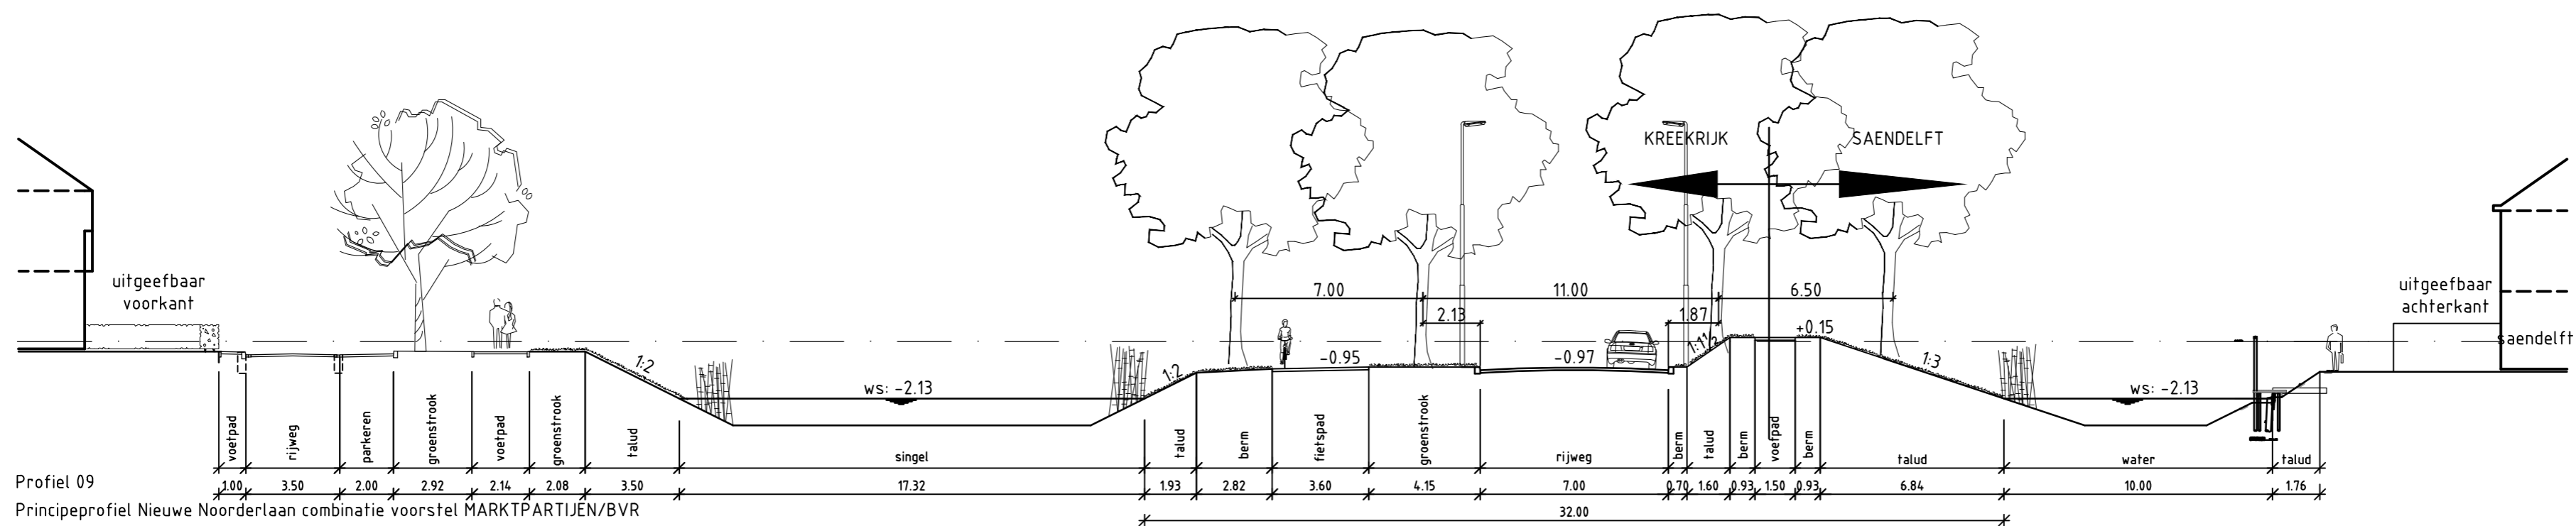 KREEKRIJK
SAENDELFT
uitgeefbaar
voorkant
uitgeefbaar
achterkant
saendelft
7.00
11.00
6.50
2.13
1.87
+0.15
-0.95
-0.97
1:2
1:2
1:1½
1:3
ws: -2.13
ws: -2.13
voetpad
rijweg
parkeren
groenstrook
voetpad
groenstrook
talud
singel
talud
berm
fietspad
groenstrook
rijweg
berm
talud
berm
voetpad
berm
talud
water
talud
1.00
3.50
2.00
2.92
2.14
2.08
3.50
17.32
1.93
2.82
3.60
4.15
7.00
0.70
1.60
0.93
1.50
0.93
6.84
10.00
1.76
32.00
Profiel 09
Principeprofiel Nieuwe Noorderlaan combinatie voorstel MARKTPARTIJEN/BVR